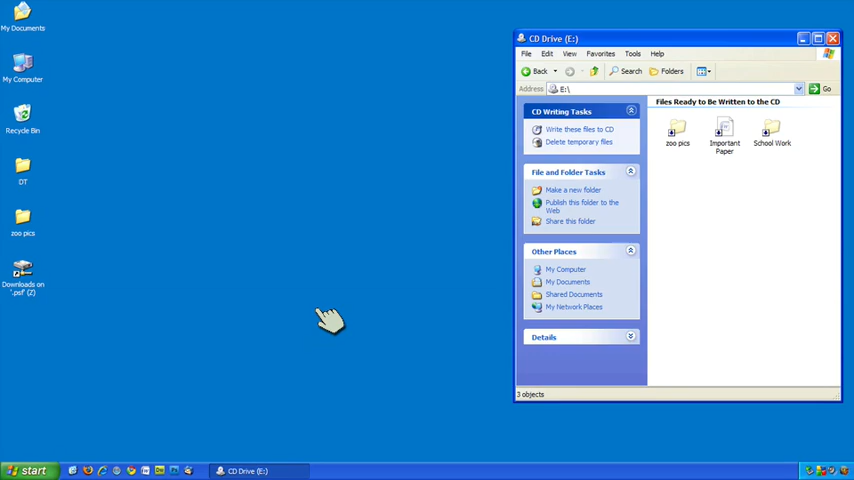 My Documents
My Computer
Recycle Bin
DT
zoo pics
Downloads on
'.psf' (Z)
CD Drive (E:)
File Edit View Favorites Tools Help
Back Search Folders
Address E:\ Go
CD Writing Tasks
Write these files to CD
Delete temporary files
File and Folder Tasks
Make a new folder
Publish this folder to the
Web
Share this folder
Other Places
My Computer
My Documents
Shared Documents
My Network Places
Details
Files Ready to Be Written to the CD
zoo pics
Important
Paper
School Work
3 objects
start
CD Drive (E:)